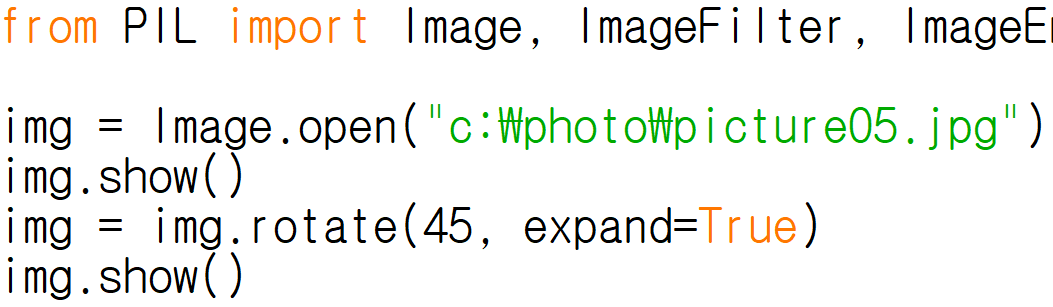 from PIL import Image, ImageFilter,
img = Image.open("c:₩photo₩picture05.jpg")
img.show()
img = img.rotate(45, expand=True)
img.show()